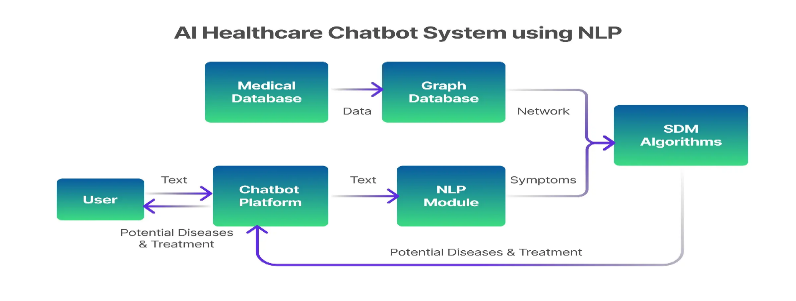 AI Healthcare Chatbot System using NLP
Medical
Database
Data
Graph
Database
Network
SDM
Algorithms
User
Text
Potential Diseases
& Treatment
Chatbot
Platform
Text
NLP
Module
Symptoms
Potential Diseases & Treatment